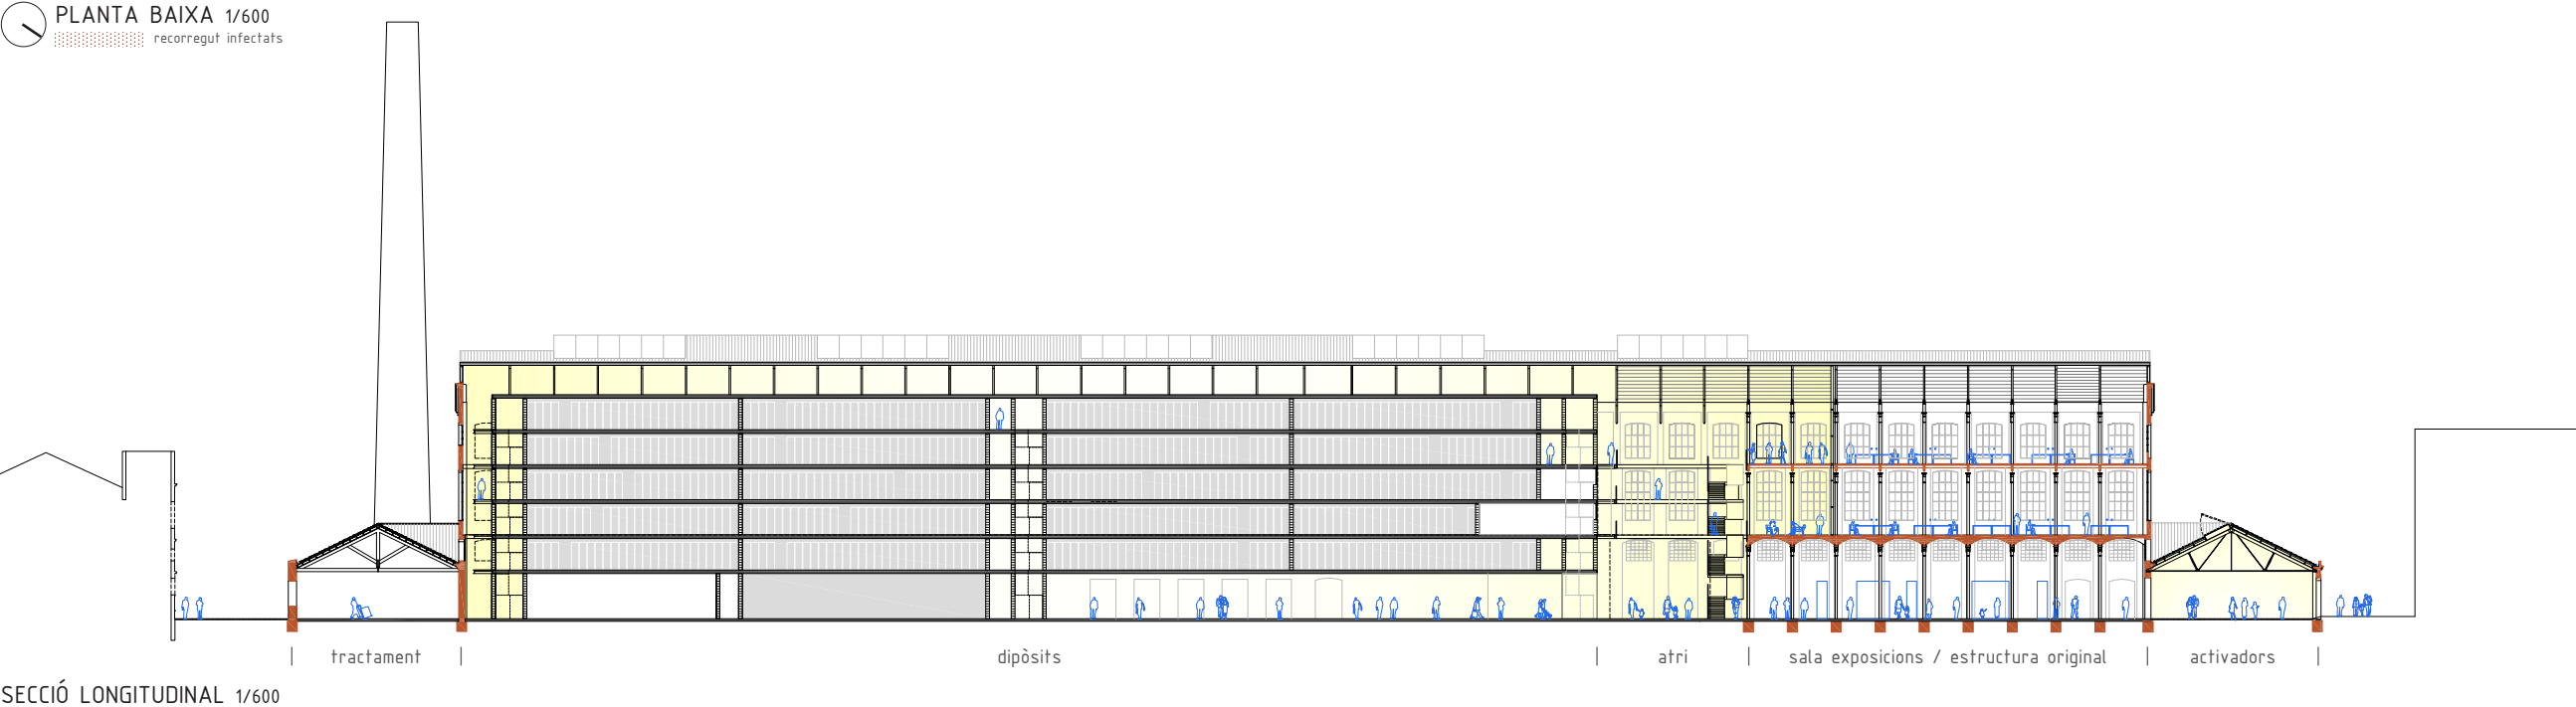 PLANTA BAIXA 1/600
recorregut infectats
tractament
dipòsits
atri
sala exposicions / estructura original
activadors
SECCIÓ LONGITUDINAL 1/600